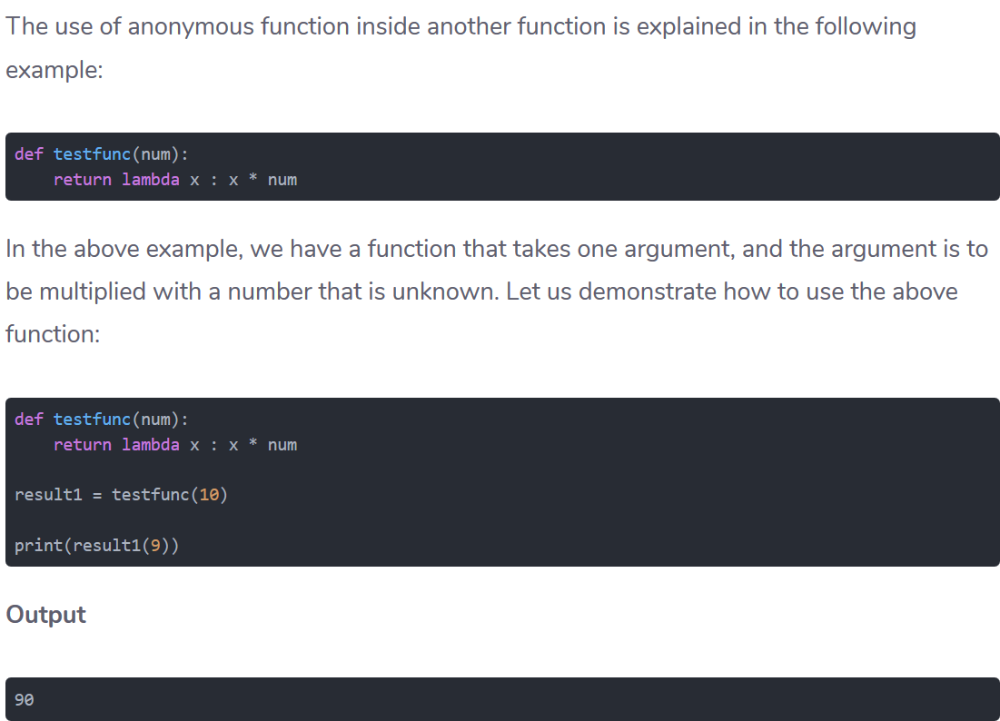 The use of anonymous function inside another function is explained in the following
example:
def testfunc(num):
    return lambda x : x * num
In the above example, we have a function that takes one argument, and the argument is to
be multiplied with a number that is unknown. Let us demonstrate how to use the above
function:
def testfunc(num):
    return lambda x : x * num
result1 = testfunc(10)
print(result1(9))
Output
90